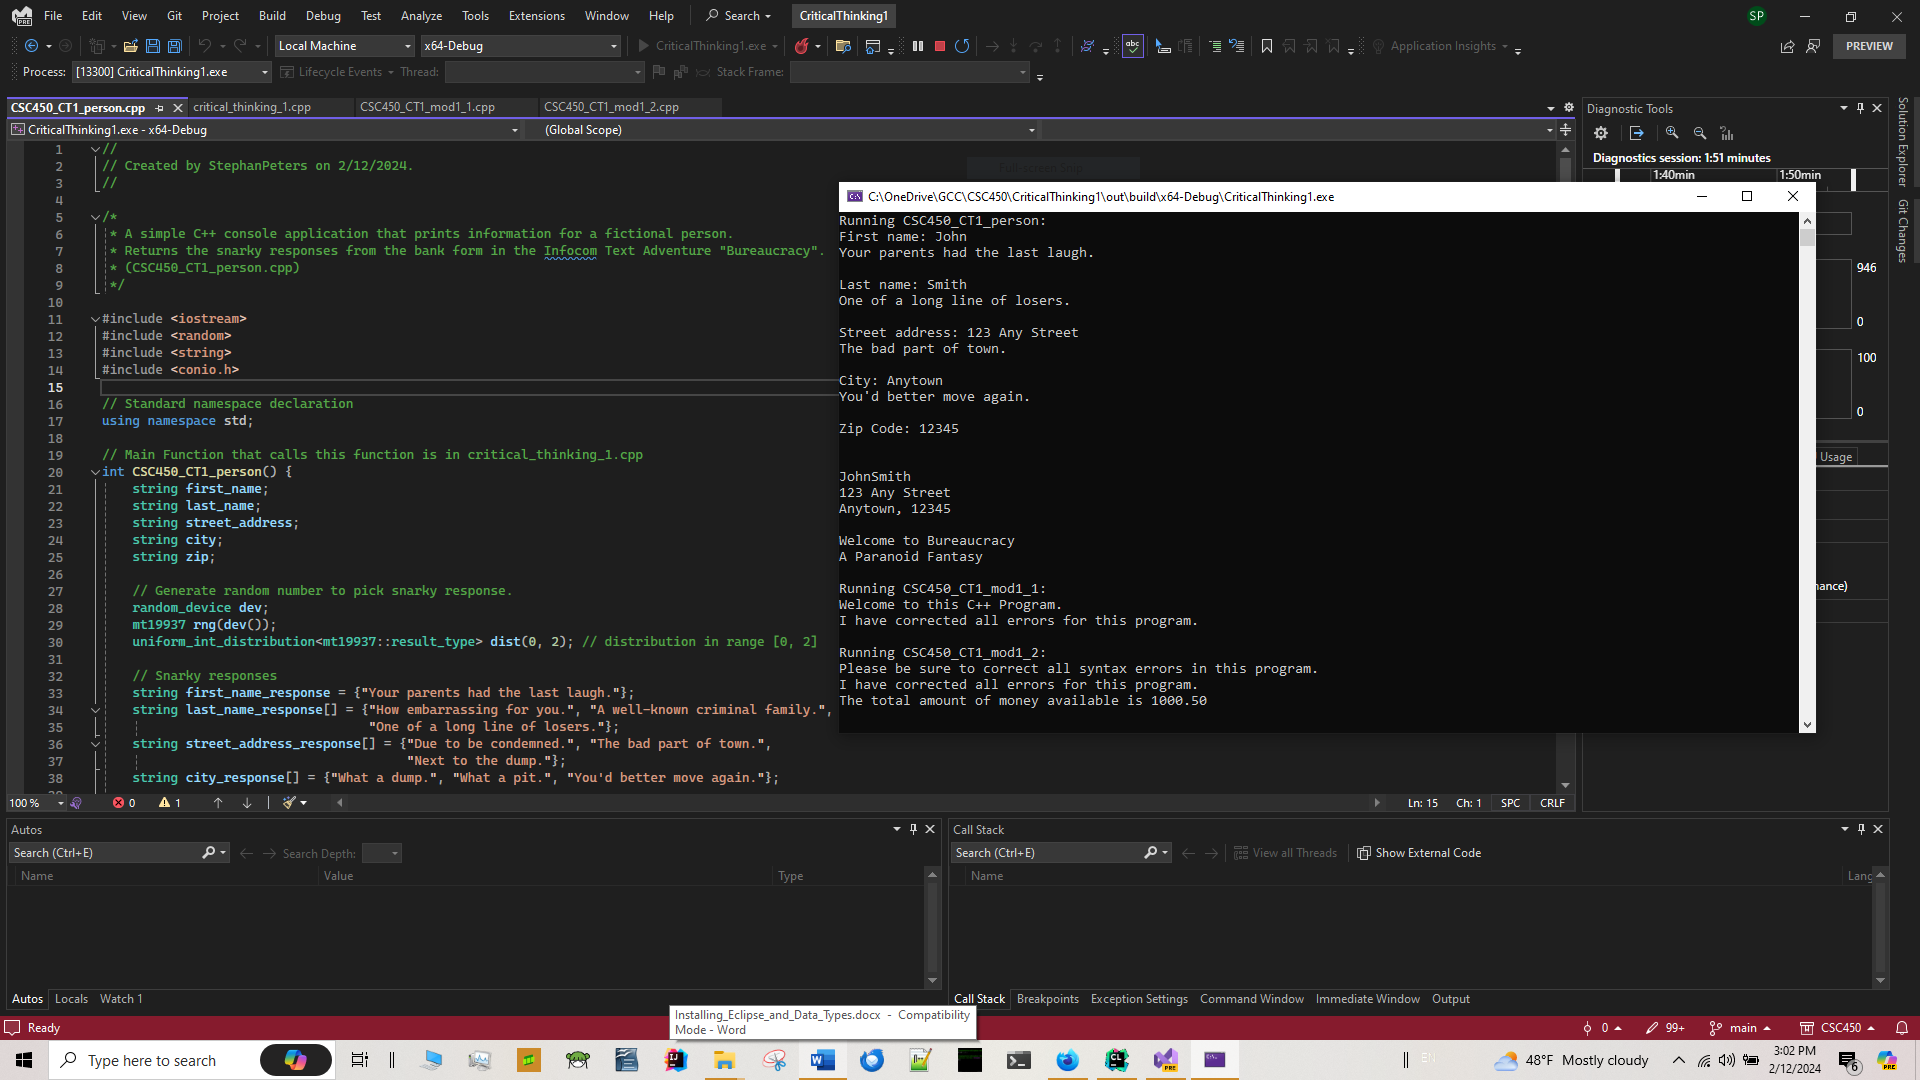 File Edit View Git Project Build Debug Test Analyze Tools Extensions Window Help Search CriticalThinking1 SP
Local Machine x64-Debug CriticalThinking1.exe Application Insights PREVIEW
Process: [13300] CriticalThinking1.exe Lifecycle Events Thread: Stack Frame:
CSC450_CT1_person.cpp critical_thinking_1.cpp CSC450_CT1_mod1_1.cpp CSC450_CT1_mod1_2.cpp
CriticalThinking1.exe - x64-Debug (Global Scope)
1 //
2 // Created by StephanPeters on 2/12/2024.
3 //
4
5 /*
6 * A simple C++ console application that prints information for a fictional person.
7 * Returns the snarky responses from the bank form in the Infocom Text Adventure "Bureaucracy".
8 * (CSC450_CT1_person.cpp)
9 */
10
11 #include <iostream>
12 #include <random>
13 #include <string>
14 #include <conio.h>
15
16 // Standard namespace declaration
17 using namespace std;
18
19 // Main Function that calls this function is in critical_thinking_1.cpp
20 int CSC450_CT1_person() {
21 string first_name;
22 string last_name;
23 string street_address;
24 string city;
25 string zip;
26
27 // Generate random number to pick snarky response.
28 random_device dev;
29 mt19937 rng(dev());
30 uniform_int_distribution<mt19937::result_type> dist(0, 2); // distribution in range [0, 2]
31
32 // Snarky responses
33 string first_name_response = {"Your parents had the last laugh."};
34 string last_name_response[] = {"How embarrassing for you.", "A well-known criminal family.",
35 "One of a long line of losers."};
36 string street_address_response[] = {"Due to be condemned.", "The bad part of town.",
37 "Next to the dump."};
38 string city_response[] = {"What a dump.", "What a pit.", "You'd better move again."};
100 % 0 1 Ln: 15 Ch: 1 SPC CRLF
C:\OneDrive\GCC\CSC450\CriticalThinking1\out\build\x64-Debug\CriticalThinking1.exe
Running CSC450_CT1_person:
First name: John
Your parents had the last laugh.
Last name: Smith
One of a long line of losers.
Street address: 123 Any Street
The bad part of town.
City: Anytown
You'd better move again.
Zip Code: 12345
JohnSmith
123 Any Street
Anytown, 12345
Welcome to Bureaucracy
A Paranoid Fantasy
Running CSC450_CT1_mod1_1:
Welcome to this C++ Program.
I have corrected all errors for this program.
Running CSC450_CT1_mod1_2:
Please be sure to correct all syntax errors in this program.
I have corrected all errors for this program.
The total amount of money available is 1000.50
Diagnostic Tools
Diagnostics session: 1:51 minutes
1:40min 1:50min
946
0
100
0
Usage
Solution Explorer
Git Changes
Autos
Search (Ctrl+E) Search Depth:
Name Value Type
Autos Locals Watch 1
Call Stack
Search (Ctrl+E) View all Threads Show External Code
Name Lang
Call Stack Breakpoints Exception Settings Command Window Immediate Window Output
Installing_Eclipse_and_Data_Types.docx - Compatibility
Mode - Word
Ready 0 99+ main CSC450
Type here to search 48°F Mostly cloudy 3:02 PM
2/12/2024 6